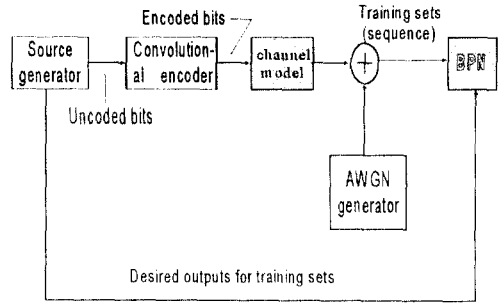 Encoded bits
Training sets
(sequence)
Source
generator
Convolution-
al encoder
channel
model
+
BPN
Uncoded bits
AWGN
generator
Desired outputs for training sets